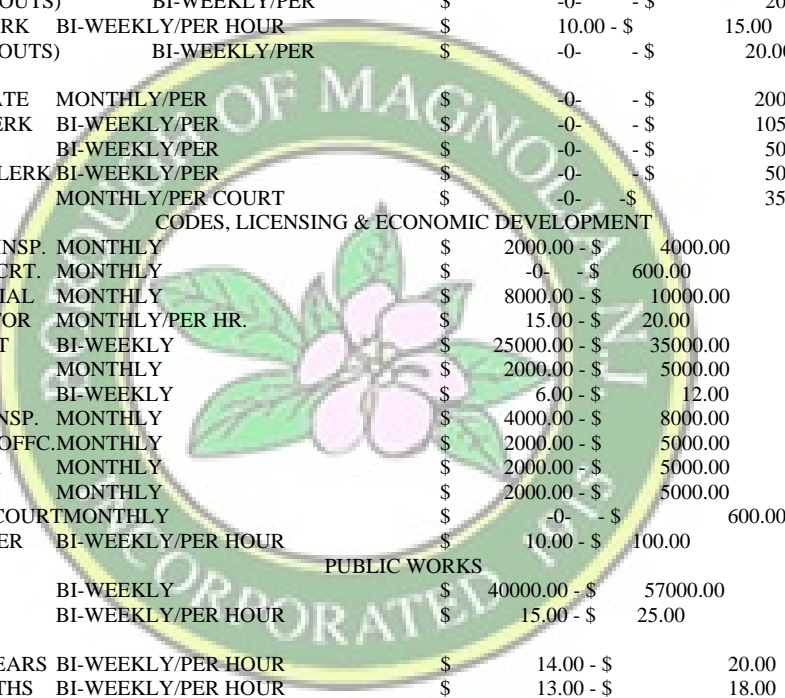 OUTS) BI-WEEKLY/PER $ -0- - $ 20
RK BI-WEEKLY/PER HOUR $ 10.00 - $ 15.00
OUTS) BI-WEEKLY/PER $ -0- - $ 20.00
ATE MONTHLY/PER $ -0- - $ 200
ERK BI-WEEKLY/PER $ -0- - $ 105
BI-WEEKLY/PER $ -0- - $ 50
LERK BI-WEEKLY/PER $ -0- - $ 50
MONTHLY/PER COURT $ -0- -$ 35
CODES, LICENSING & ECONOMIC DEVELOPMENT
INSP. MONTHLY $ 2000.00 - $ 4000.00
CRT. MONTHLY $ -0- - $ 600.00
IAL MONTHLY $ 8000.00 - $ 10000.00
TOR MONTHLY/PER HR. $ 15.00 - $ 20.00
T BI-WEEKLY $ 25000.00 - $ 35000.00
MONTHLY $ 2000.00 - $ 5000.00
BI-WEEKLY $ 6.00 - $ 12.00
NSP. MONTHLY $ 4000.00 - $ 8000.00
OFFC.MONTHLY $ 2000.00 - $ 5000.00
MONTHLY $ 2000.00 - $ 5000.00
MONTHLY $ 2000.00 - $ 5000.00
COURTMONTHLY $ -0- - $ 600.00
ER BI-WEEKLY/PER HOUR $ 10.00 - $ 100.00
PUBLIC WORKS
BI-WEEKLY $ 40000.00 - $ 57000.00
BI-WEEKLY/PER HOUR $ 15.00 - $ 25.00
EARS BI-WEEKLY/PER HOUR $ 14.00 - $ 20.00
THS BI-WEEKLY/PER HOUR $ 13.00 - $ 18.00
BOROUGH OF MAGNOLIA N.J.
INCORPORATED 1915